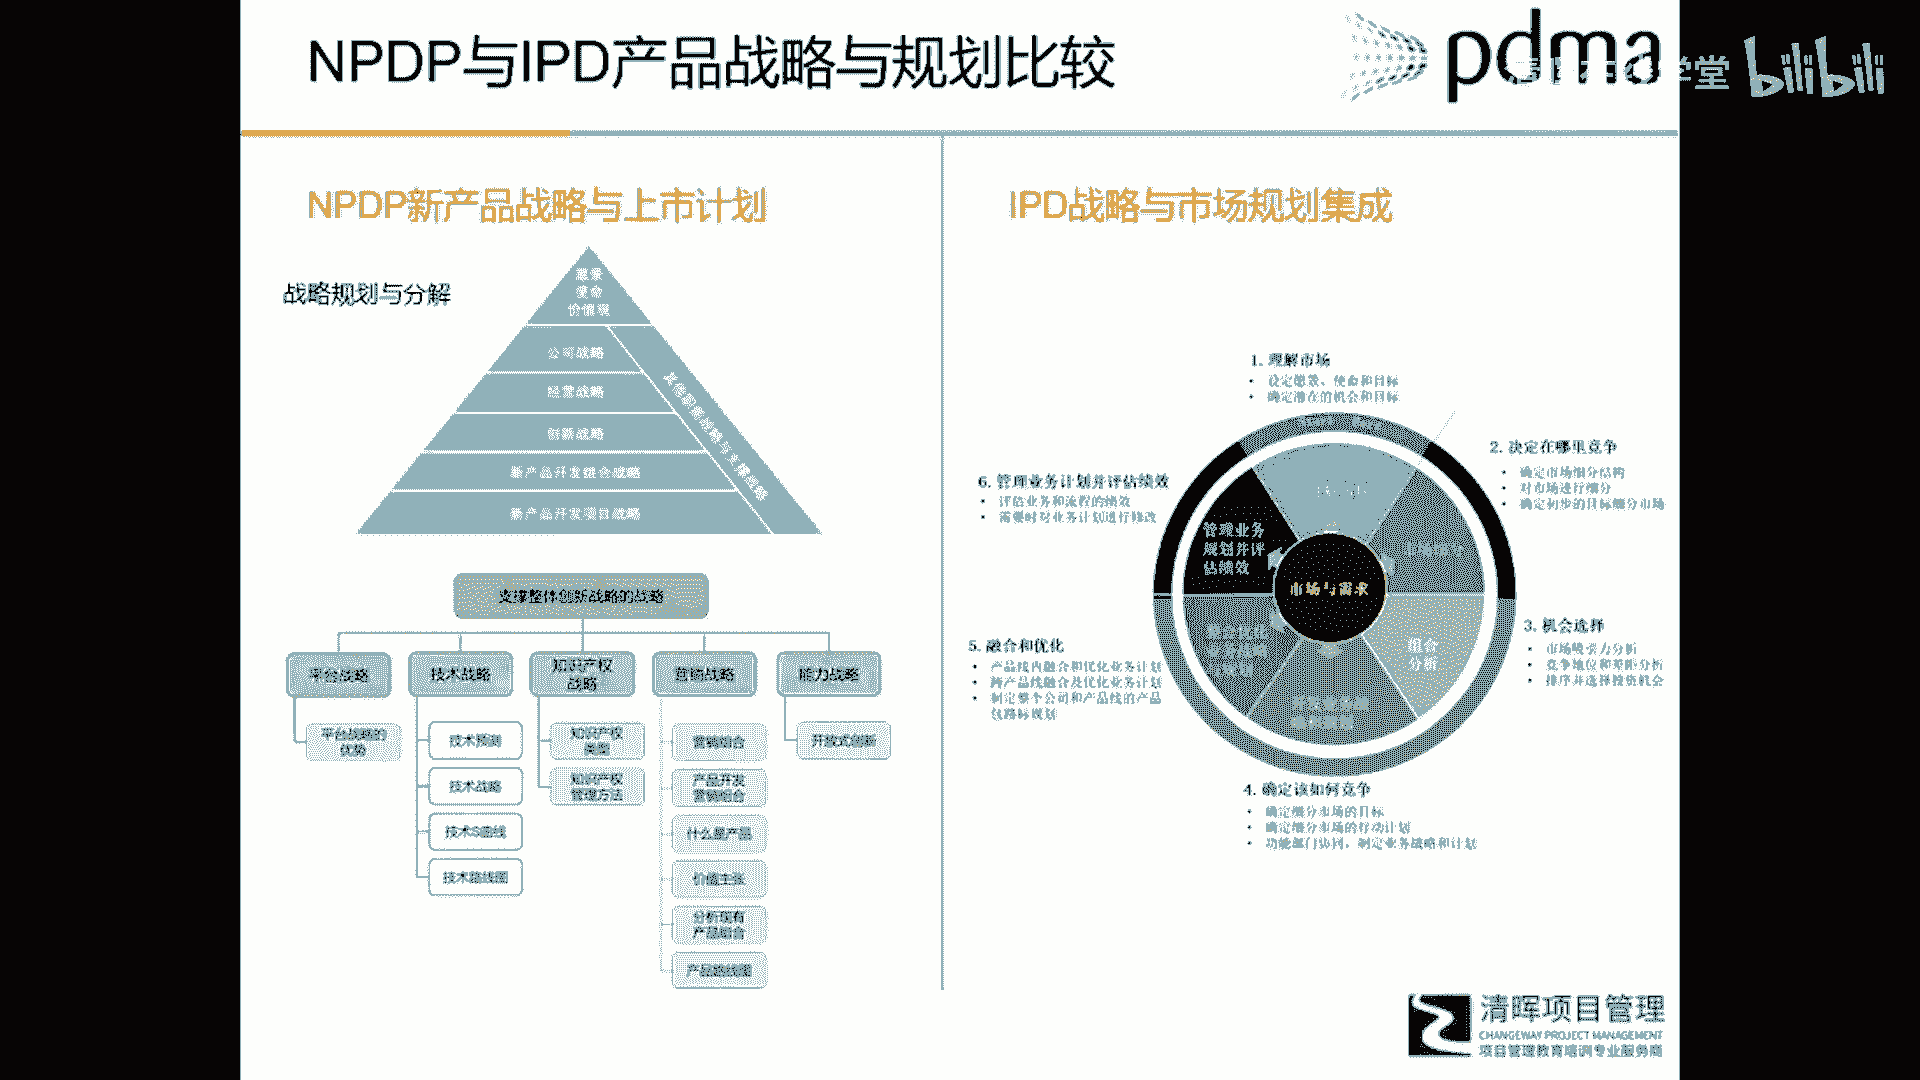 NPDP与IPD产品战略与规划比较
pdma
学堂
bilibili
NPDP新产品战略与上市计划
战略规划与分解
愿景
使命
价值观
公司战略
经营战略
创新战略
新产品开发组合战略
新产品开发项目战略
其他职能战略与支撑战略
支撑整体创新战略的战略
平台战略
技术战略
知识产权
战略
营销战略
能力战略
平台战略的
优势
技术预测
技术战略
技术S曲线
技术路线图
知识产权
类型
知识产权
管理方法
营销组合
产品开发
营销组合
什么是产品
价值主张
分析现有
产品组合
产品路线图
开放式创新
IPD战略与市场规划集成
1. 理解市场
• 设定愿景、使命和目标
• 确定潜在的机会和目标
2. 决定在哪里竞争
• 确定市场细分结构
• 对市场进行细分
• 确定初步的目标细分市场
3. 机会选择
• 市场吸引力分析
• 竞争地位和差距分析
• 排序并选择投资机会
4. 确定该如何竞争
• 确定细分市场的目标
• 确定细分市场的行动计划
• 功能部门协同，制定业务战略和计划
5. 融合和优化
• 产品线内融合和优化业务计划
• 跨产品线融合及优化业务计划
• 制定整个公司和产品线的产品
包路标规划
6. 管理业务计划并评估绩效
• 评估业务和流程的绩效
• 需要时对业务计划进行修改
管理业务
规划并评
估绩效
市场与需求
市场细分
组合
分析
清晖项目管理
CHANGEWAY PROJECT MANAGEMENT
项目管理教育培训专业服务商